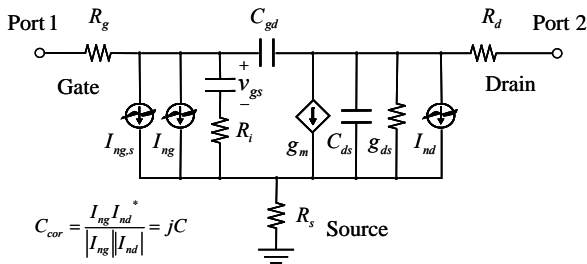 Port 1
R_g
C_gd
R_d
Port 2
Gate
+
v_gs
−
Drain
I_ng,s
I_ng
R_i
g_m
C_ds
g_ds
I_nd
R_s
Source
C_cor = I_ng I_nd* / |I_ng| |I_nd| = jC